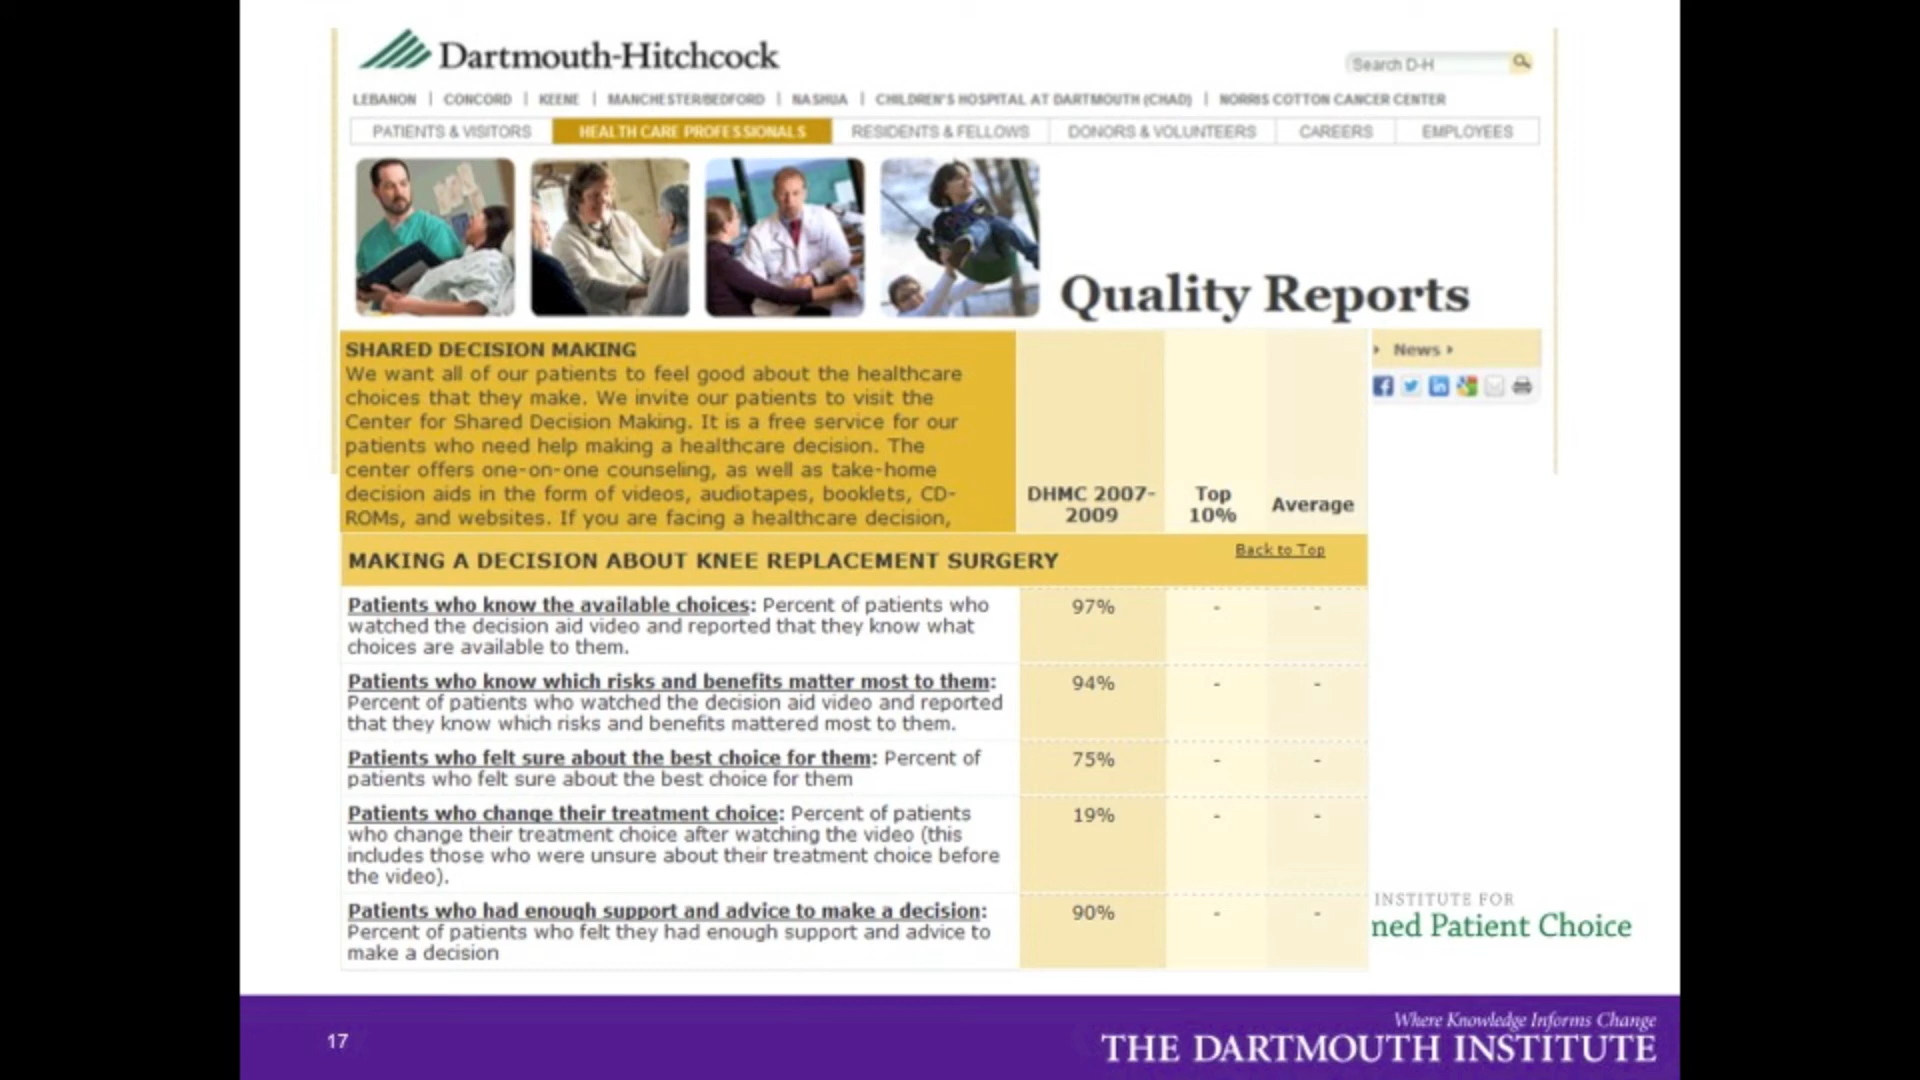 Dartmouth-Hitchcock
Search D-H
LEBANON | CONCORD | KEENE | MANCHESTER/BEDFORD | NASHUA | CHILDREN'S HOSPITAL AT DARTMOUTH (CHAD) | NORRIS COTTON CANCER CENTER
PATIENTS & VISITORS HEALTH CARE PROFESSIONALS RESIDENTS & FELLOWS DONORS & VOLUNTEERS CAREERS EMPLOYEES
Quality Reports
News
SHARED DECISION MAKING
We want all of our patients to feel good about the healthcare
choices that they make. We invite our patients to visit the
Center for Shared Decision Making. It is a free service for our
patients who need help making a healthcare decision. The
center offers one-on-one counseling, as well as take-home
decision aids in the form of videos, audiotapes, booklets, CD-
ROMs, and websites. If you are facing a healthcare decision,
DHMC 2007-
2009
Top
10%
Average
MAKING A DECISION ABOUT KNEE REPLACEMENT SURGERY
Back to Top
Patients who know the available choices: Percent of patients who
watched the decision aid video and reported that they know what
choices are available to them.
97% - -
Patients who know which risks and benefits matter most to them:
Percent of patients who watched the decision aid video and reported
that they know which risks and benefits mattered most to them.
94% - -
Patients who felt sure about the best choice for them: Percent of
patients who felt sure about the best choice for them
75% - -
Patients who change their treatment choice: Percent of patients
who change their treatment choice after watching the video (this
includes those who were unsure about their treatment choice before
the video).
19% - -
Patients who had enough support and advice to make a decision:
Percent of patients who felt they had enough support and advice to
make a decision
90% - -
INSTITUTE FOR
ned Patient Choice
17
Where Knowledge Informs Change
THE DARTMOUTH INSTITUTE